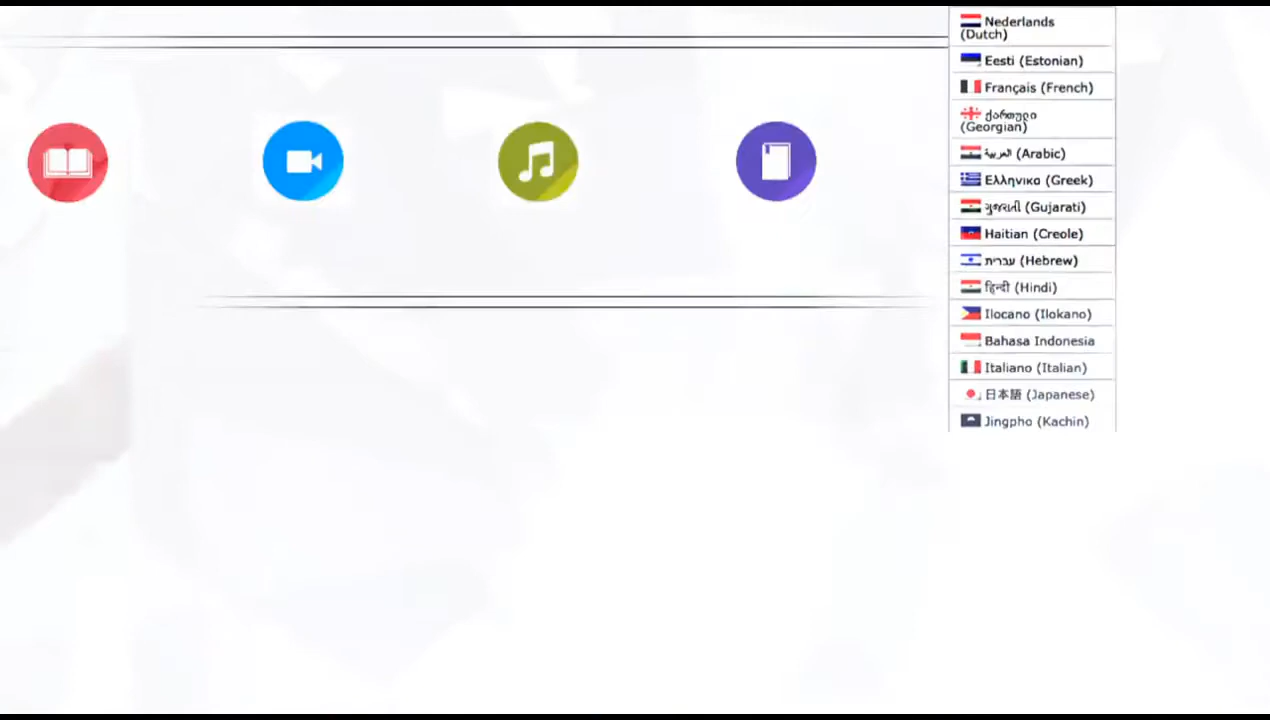 Nederlands
(Dutch)
Eesti (Estonian)
Français (French)
ქართული
(Georgian)
العربية (Arabic)
Ελληνικα (Greek)
ગુજરાતી (Gujarati)
Haitian (Creole)
עברית (Hebrew)
हिन्दी (Hindi)
Ilocano (Ilokano)
Bahasa Indonesia
Italiano (Italian)
日本語 (Japanese)
Jingpho (Kachin)